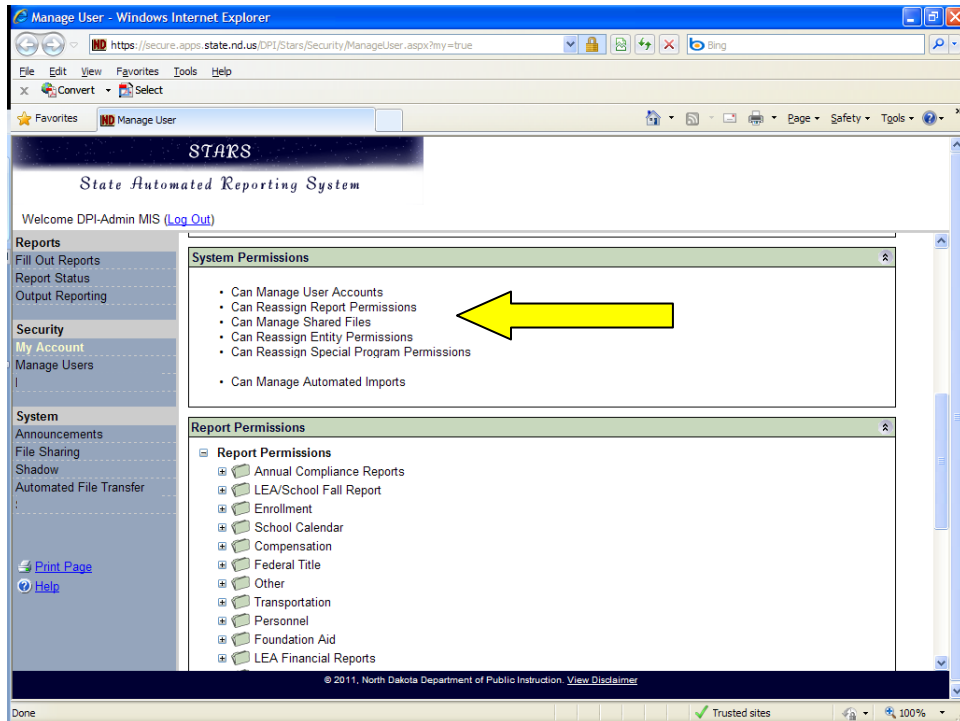 Manage User - Windows Internet Explorer
https://secure.apps.state.nd.us/DPI/Stars/Security/ManageUser.aspx?my=true
Bing
File Edit View Favorites Tools Help
x Convert Select
Favorites
Manage User
Page Safety Tools
STARS
State Automated Reporting System
Welcome DPI-Admin MIS (Log Out)
Reports
Fill Out Reports
Report Status
Output Reporting
Security
My Account
Manage Users
System
Announcements
File Sharing
Shadow
Automated File Transfer
Print Page
Help
System Permissions
• Can Manage User Accounts
• Can Reassign Report Permissions
• Can Manage Shared Files
• Can Reassign Entity Permissions
• Can Reassign Special Program Permissions
• Can Manage Automated Imports
Report Permissions
Report Permissions
Annual Compliance Reports
LEA/School Fall Report
Enrollment
School Calendar
Compensation
Federal Title
Other
Transportation
Personnel
Foundation Aid
LEA Financial Reports
© 2011, North Dakota Department of Public Instruction. View Disclaimer
Done
Trusted sites
100%